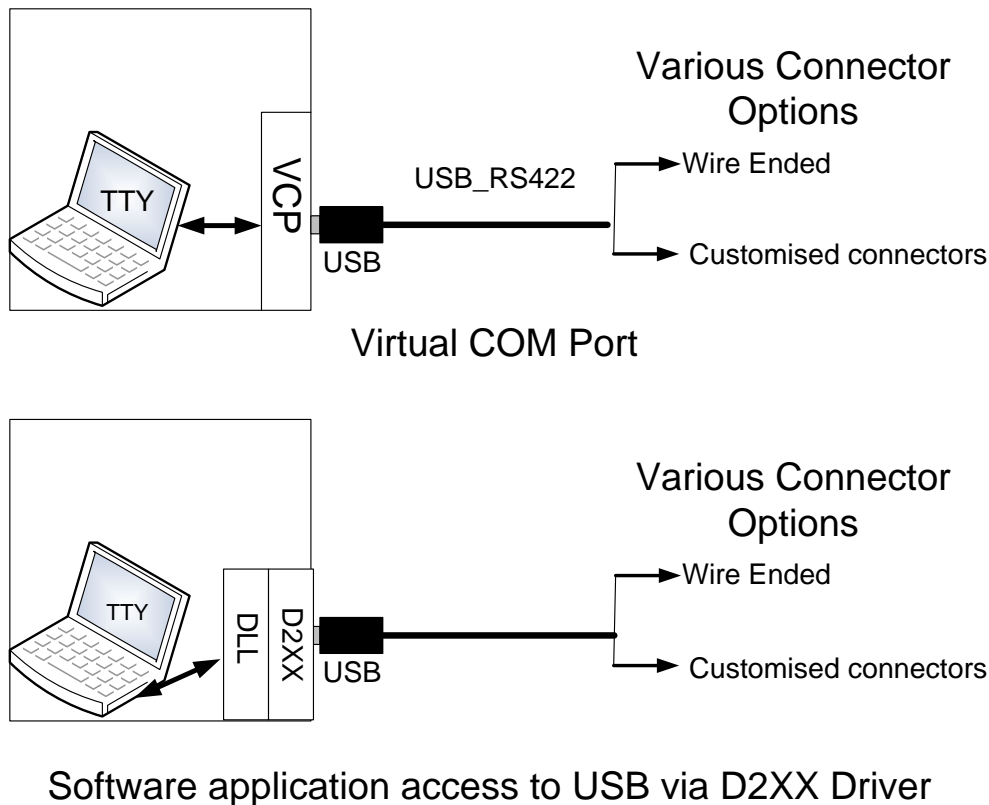 Various Connector
Options
Wire Ended
USB_RS422
TTY
VCP
USB
Customised connectors
Virtual COM Port
Various Connector
Options
Wire Ended
TTY
DLL
D2XX
USB
Customised connectors
Software application access to USB via D2XX Driver